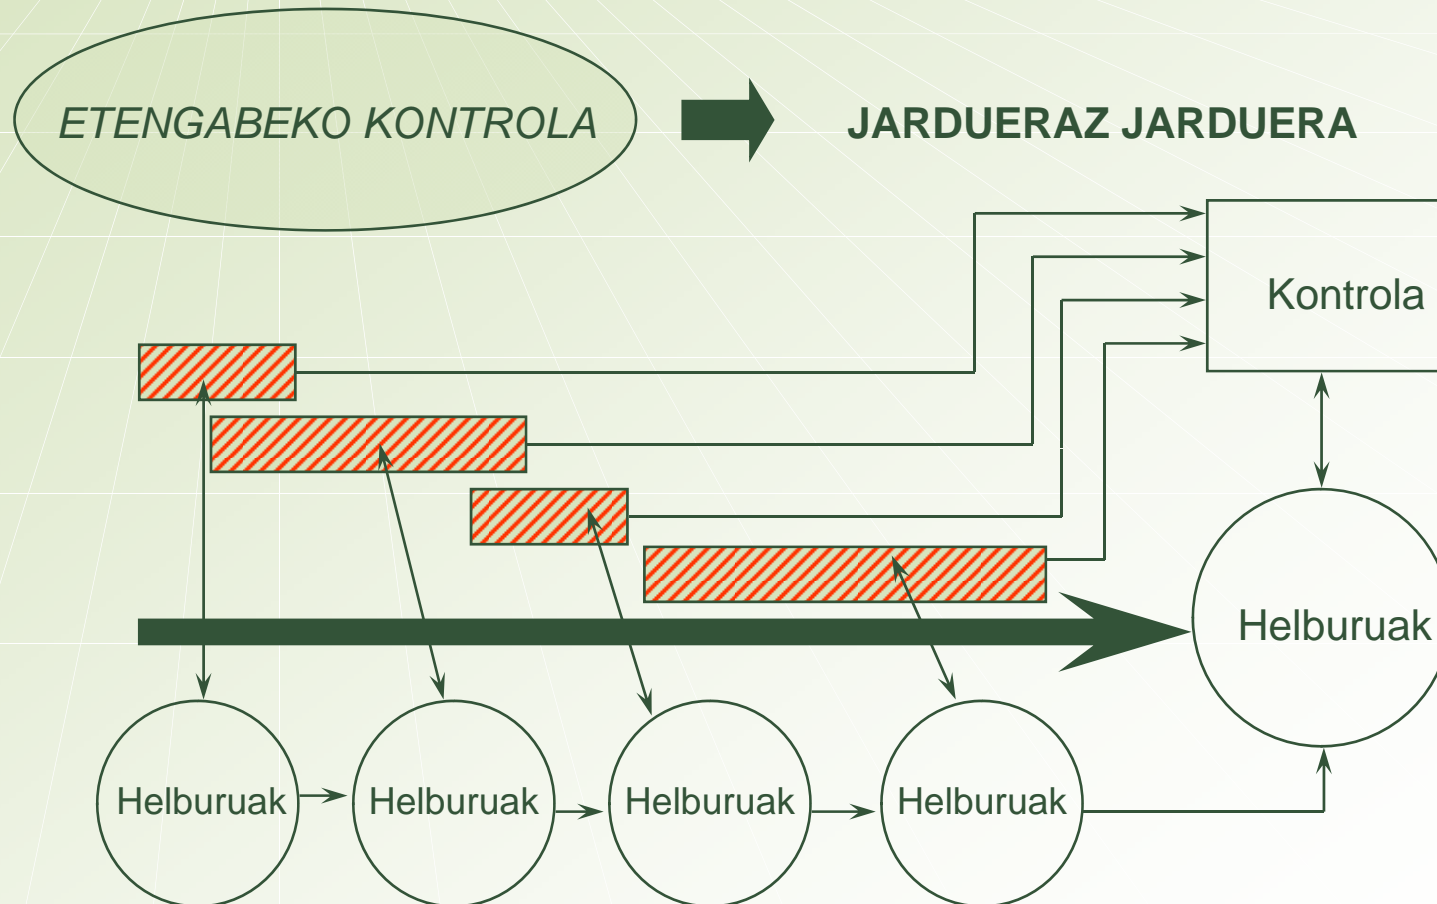 ETENGABEKO KONTROLA
JARDUERAZ JARDUERA
Kontrola
Helburuak
Helburuak
Helburuak
Helburuak
Helburuak